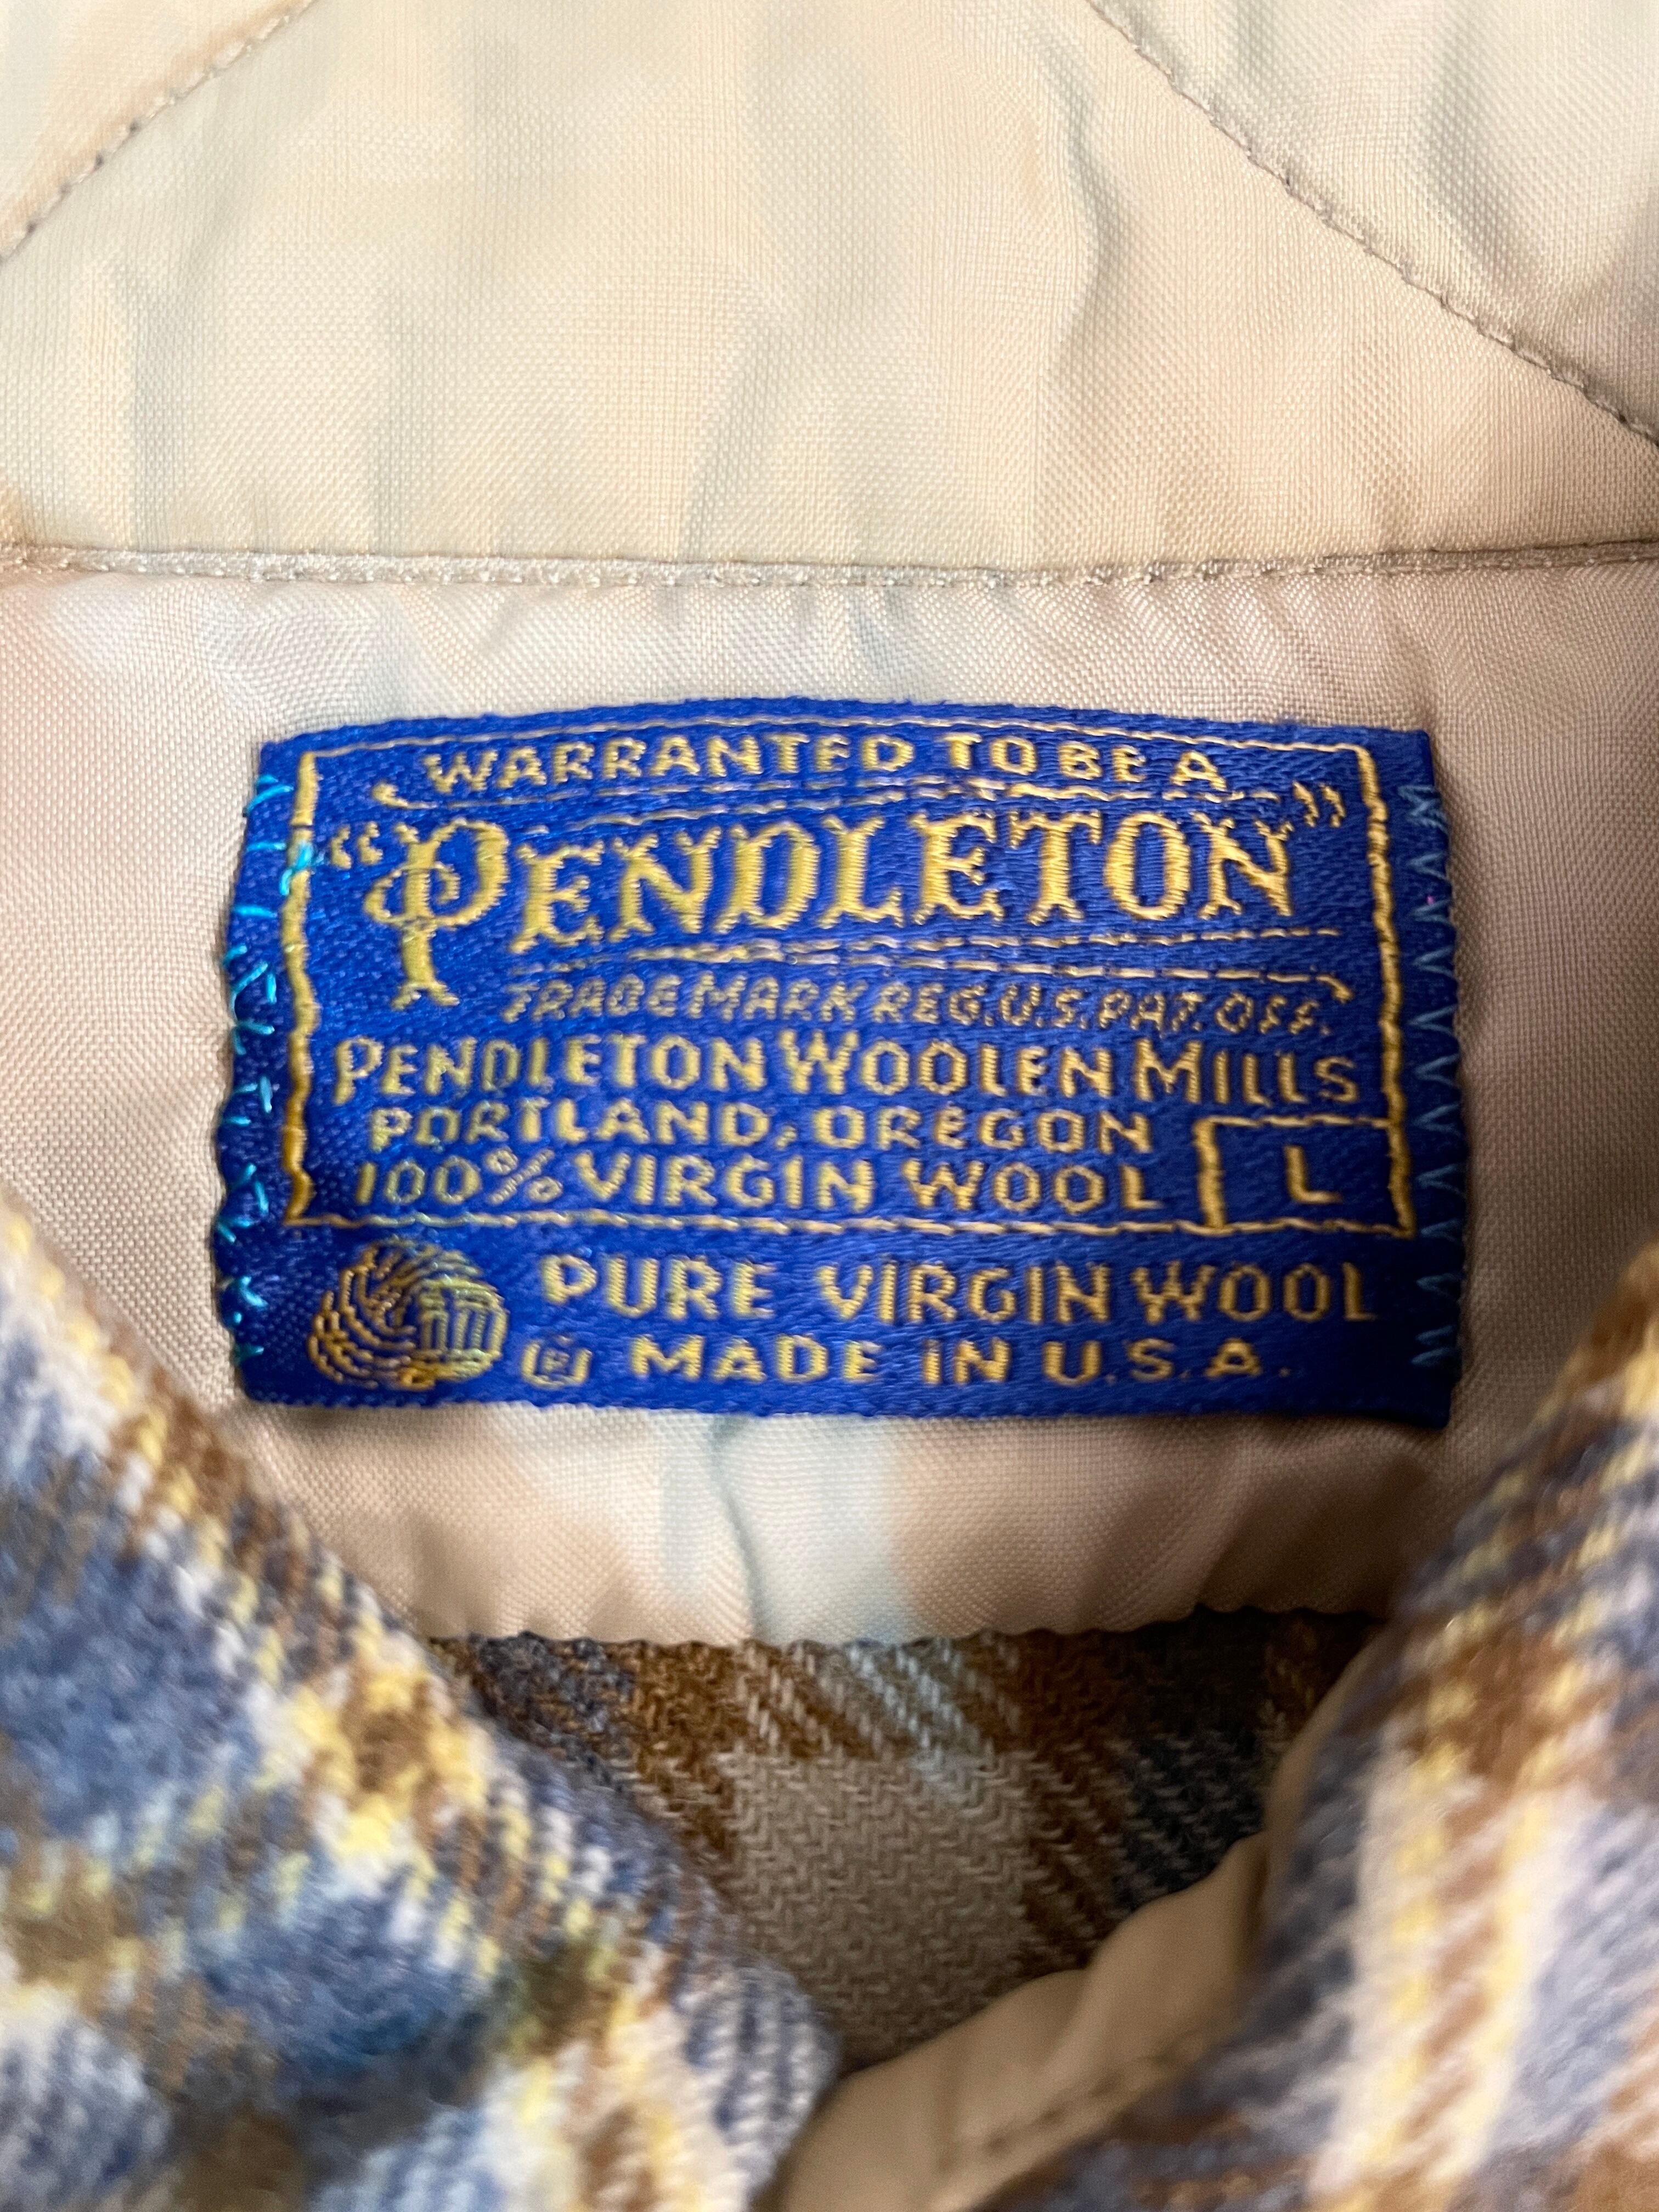 WARRANTED TO BE A
"PENDLETON"
TRADE MARK REG. U.S. PAT. OFF.
PENDLETON WOOLEN MILLS
PORTLAND, OREGON
100% VIRGIN WOOL L
PURE VIRGIN WOOL
MADE IN U.S.A.